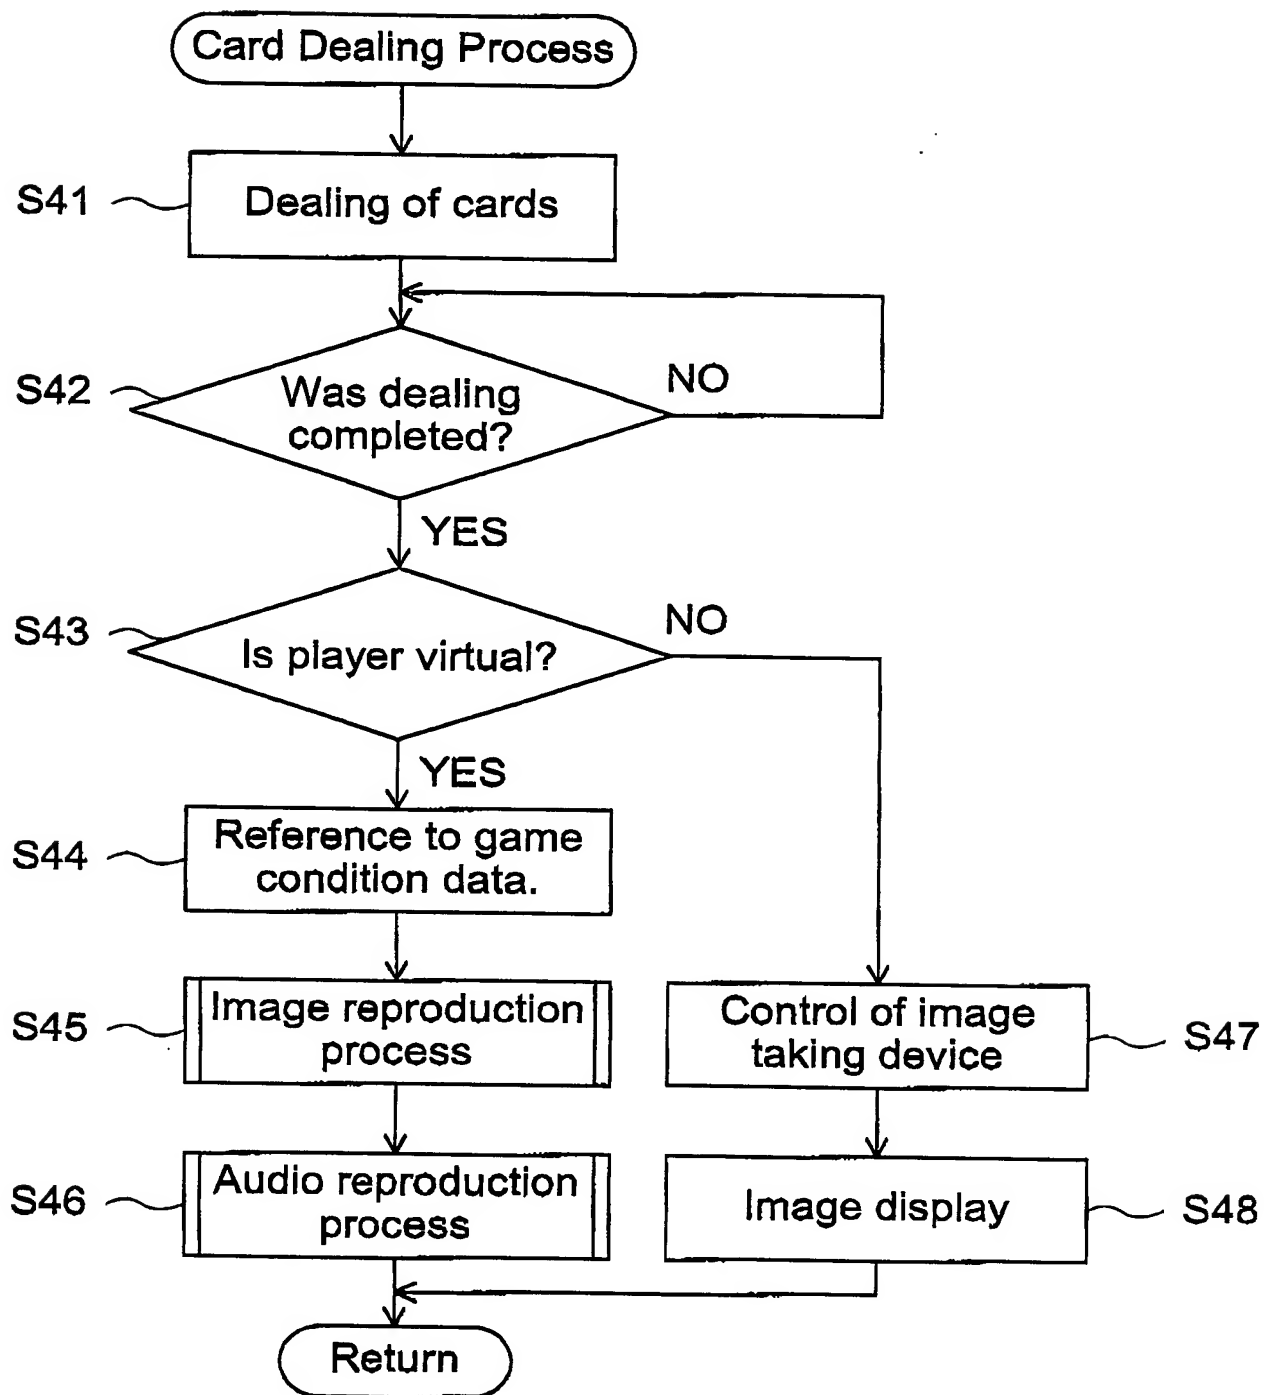 Card Dealing Process
S41
Dealing of cards
S42
Was dealing
completed?
NO
YES
S43
Is player virtual?
NO
YES
S44
Reference to game
condition data.
S45
Image reproduction
process
Control of image
taking device
S47
S46
Audio reproduction
process
Image display
S48
Return